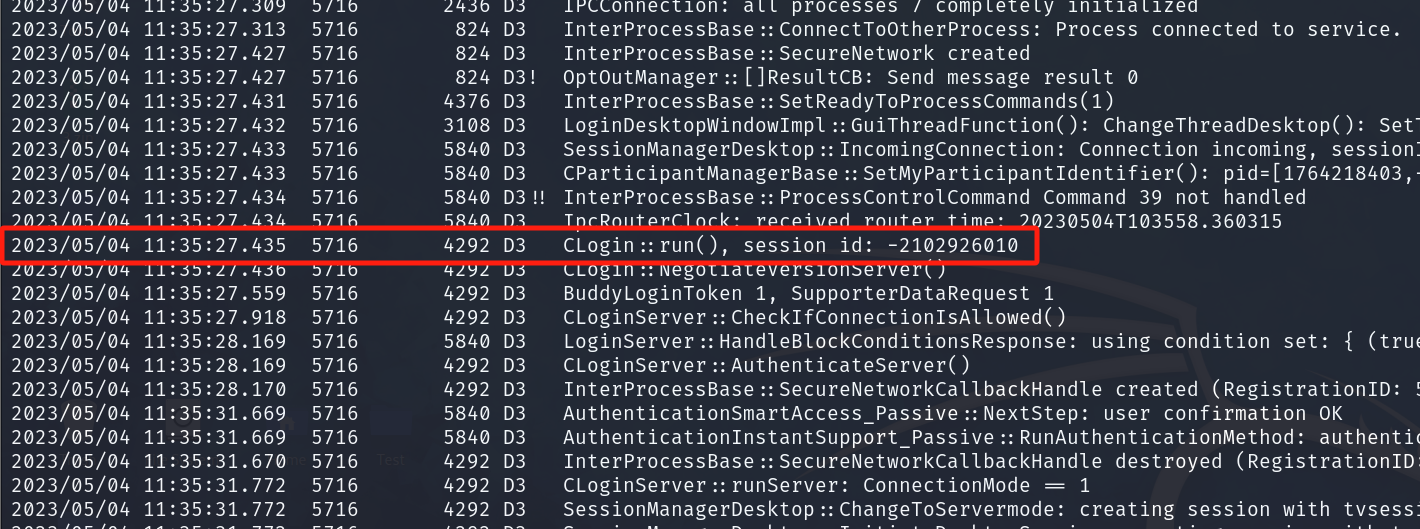 2023/05/04 11:35:27.309 5716 2436 D3 IPCConnection: all processes 7 completely initialized
2023/05/04 11:35:27.313 5716 824 D3 InterProcessBase::ConnectToOtherProcess: Process connected to service.
2023/05/04 11:35:27.427 5716 824 D3 InterProcessBase::SecureNetwork created
2023/05/04 11:35:27.427 5716 824 D3! OptOutManager::[]ResultCB: Send message result 0
2023/05/04 11:35:27.431 5716 4376 D3 InterProcessBase::SetReadyToProcessCommands(1)
2023/05/04 11:35:27.432 5716 3108 D3 LoginDesktopWindowImpl::GuiThreadFunction(): ChangeThreadDesktop(): SetT
2023/05/04 11:35:27.433 5716 5840 D3 SessionManagerDesktop::IncomingConnection: Connection incoming, sessionI
2023/05/04 11:35:27.433 5716 5840 D3 CParticipantManagerBase::SetMyParticipantIdentifier(): pid=[1764218403,-
2023/05/04 11:35:27.434 5716 5840 D3!! InterProcessBase::ProcessControlCommand Command 39 not handled
2023/05/04 11:35:27.434 5716 5840 D3 IpcRouterClock: received router time: 20230504T103558.360315
2023/05/04 11:35:27.435 5716 4292 D3 CLogin::run(), session id: -2102926010
2023/05/04 11:35:27.436 5716 4292 D3 CLogin::NegotiateVersionServer()
2023/05/04 11:35:27.559 5716 4292 D3 BuddyLoginToken 1, SupporterDataRequest 1
2023/05/04 11:35:27.918 5716 4292 D3 CLoginServer::CheckIfConnectionIsAllowed()
2023/05/04 11:35:28.169 5716 5840 D3 LoginServer::HandleBlockConditionsResponse: using condition set: { (true
2023/05/04 11:35:28.169 5716 4292 D3 CLoginServer::AuthenticateServer()
2023/05/04 11:35:28.170 5716 4292 D3 InterProcessBase::SecureNetworkCallbackHandle created (RegistrationID: 5
2023/05/04 11:35:31.669 5716 5840 D3 AuthenticationSmartAccess_Passive::NextStep: user confirmation OK
2023/05/04 11:35:31.669 5716 5840 D3 AuthenticationInstantSupport_Passive::RunAuthenticationMethod: authentic
2023/05/04 11:35:31.670 5716 4292 D3 InterProcessBase::SecureNetworkCallbackHandle destroyed (RegistrationID:
2023/05/04 11:35:31.772 5716 4292 D3 CLoginServer::runServer: ConnectionMode == 1
2023/05/04 11:35:31.772 5716 4292 D3 SessionManagerDesktop::ChangeToServermode: creating session with tvsess